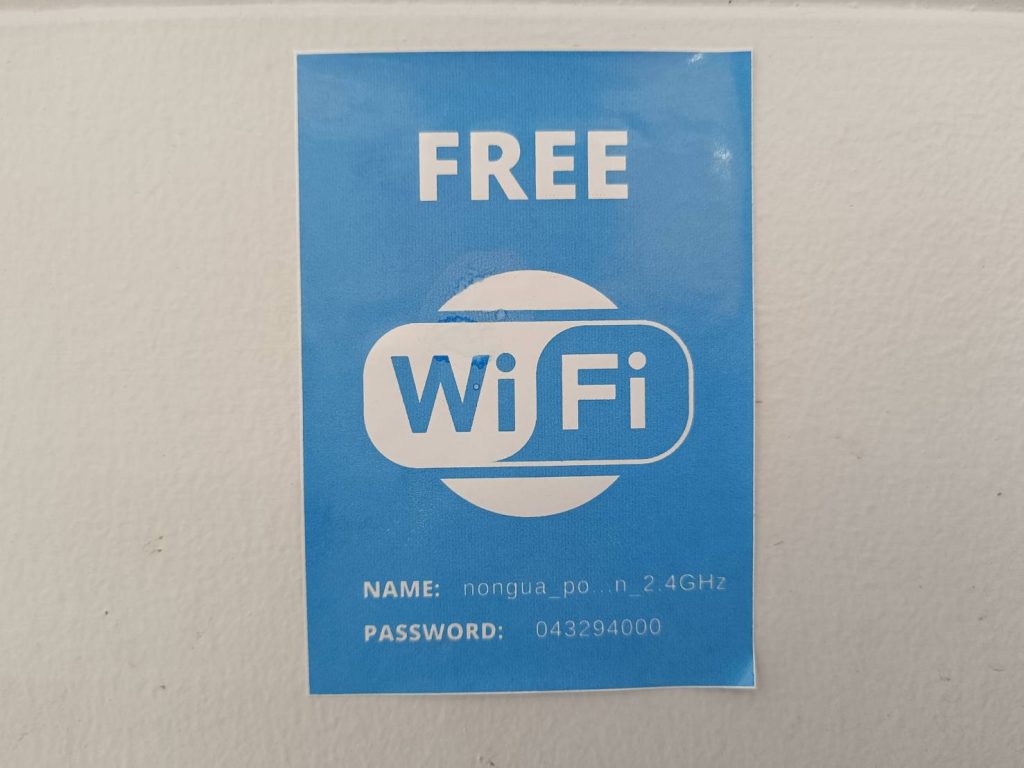 FREE
WiFi
NAME: nongua_po...n_2.4GHz
PASSWORD: 043294000